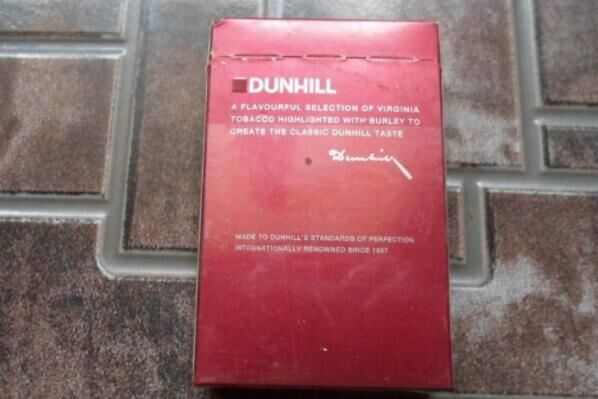 DUNHILL
A FLAVOURFUL SELECTION OF VIRGINIA
TOBACCO HIGHLIGHTED WITH BURLEY TO
CREATE THE CLASSIC DUNHILL TASTE
Dunhill
MADE TO DUNHILL'S STANDARDS OF PERFECTION
INTERNATIONALLY RENOWNED SINCE 1907